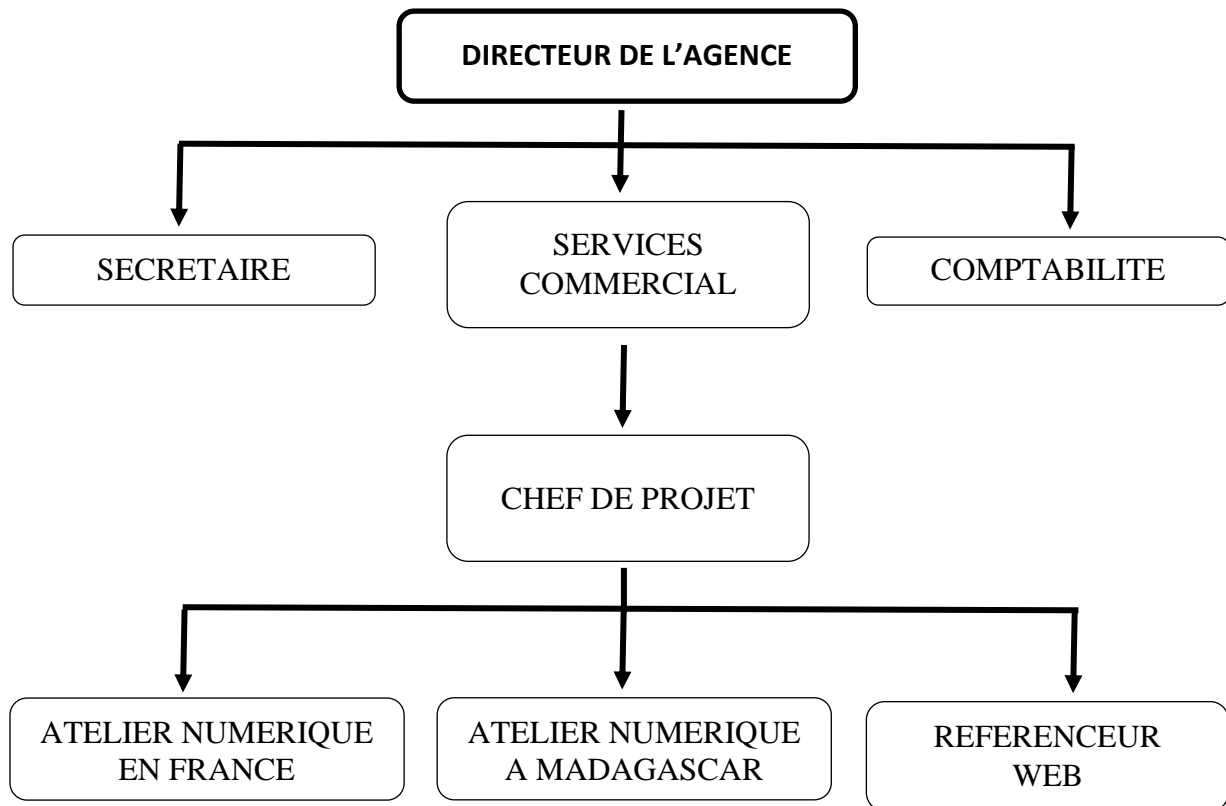 DIRECTEUR DE L’AGENCE
SECRETAIRE
SERVICES
COMMERCIAL
COMPTABILITE
CHEF DE PROJET
ATELIER NUMERIQUE
EN FRANCE
ATELIER NUMERIQUE
A MADAGASCAR
REFERENCEUR
WEB